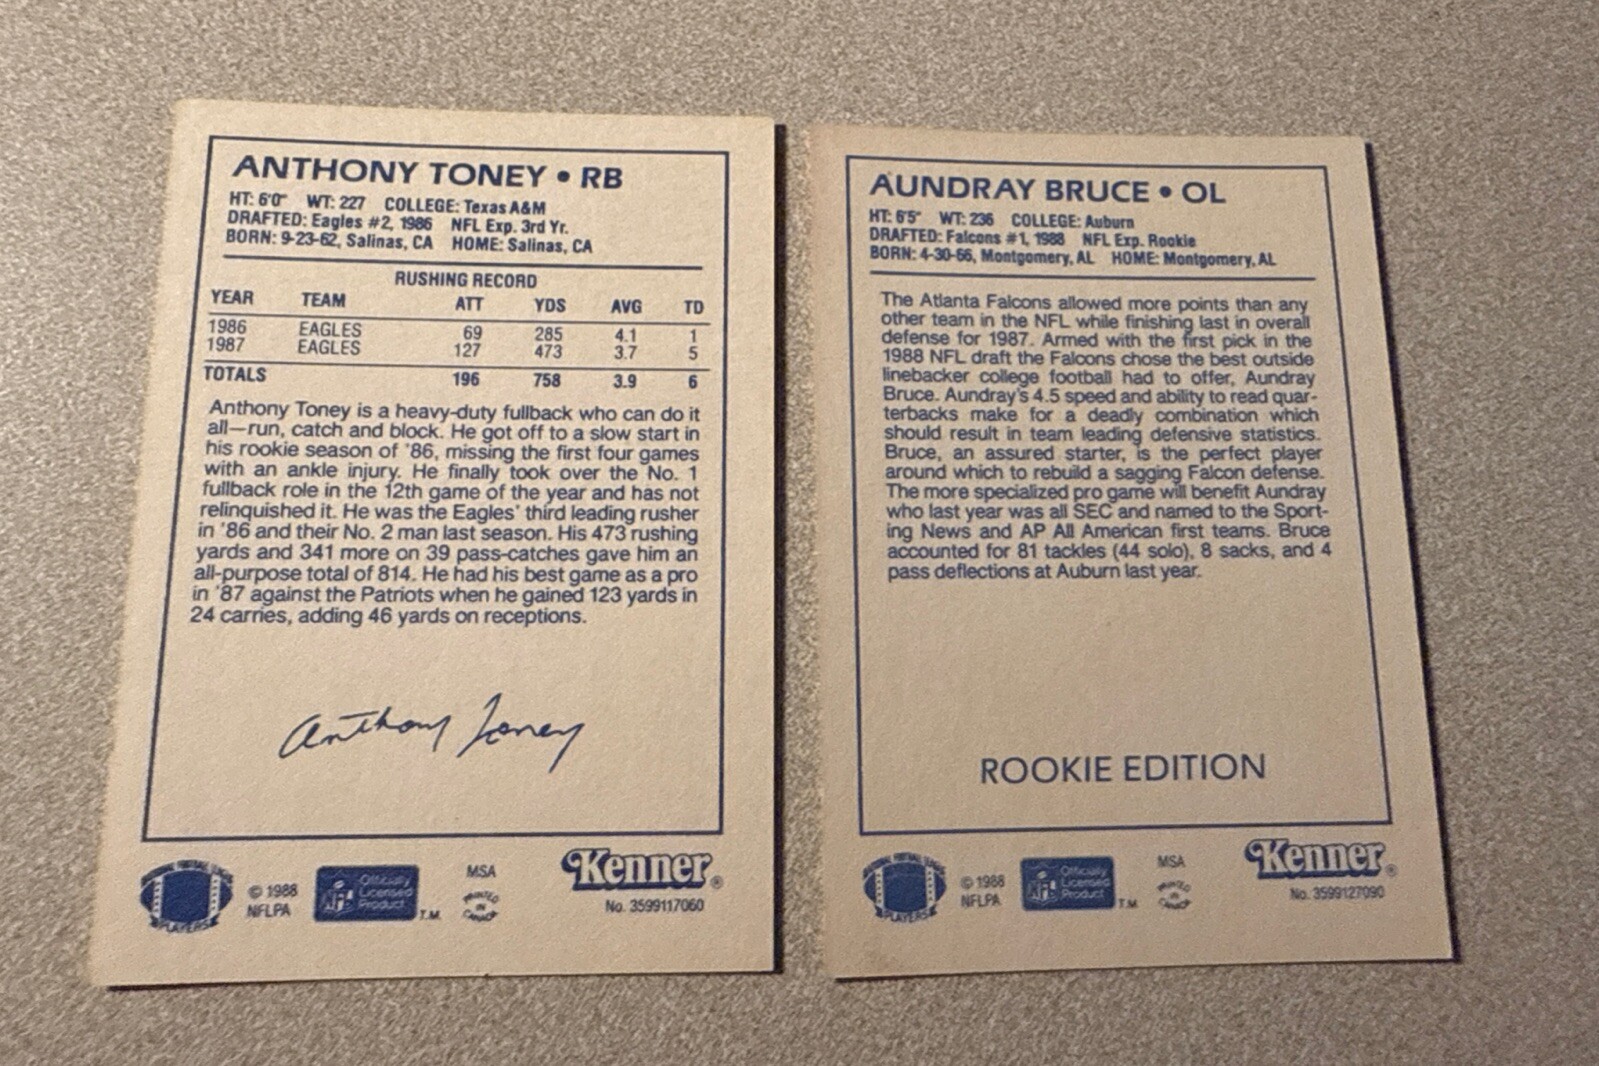 ANTHONY TONEY • RB
HT: 6'0" WT: 227 COLLEGE: Texas A&M
DRAFTED: Eagles #2, 1986 NFL Exp. 3rd Yr.
BORN: 9-23-62, Salinas, CA HOME: Salinas, CA
RUSHING RECORD
YEAR TEAM ATT YDS AVG TD
1986 EAGLES 69 285 4.1 1
1987 EAGLES 127 473 3.7 5
TOTALS 196 758 3.9 6
Anthony Toney is a heavy-duty fullback who can do it
all—run, catch and block. He got off to a slow start in
his rookie season of '86, missing the first four games
with an ankle injury. He finally took over the No. 1
fullback role in the 12th game of the year and has not
relinquished it. He was the Eagles' third leading rusher
in '86 and their No. 2 man last season. His 473 rushing
yards and 341 more on 39 pass-catches gave him an
all-purpose total of 814. He had his best game as a pro
in '87 against the Patriots when he gained 123 yards in
24 carries, adding 46 yards on receptions.
Anthony Toney
NATIONAL FOOTBALL LEAGUE
PLAYERS
© 1988
NFLPA
NFL
Officially
Licensed
Product
T.M.
MSA
PRINTED
IN
CANADA
Kenner®
No. 3599117060
AUNDRAY BRUCE • OL
HT: 6'5" WT: 236 COLLEGE: Auburn
DRAFTED: Falcons #1, 1988 NFL Exp. Rookie
BORN: 4-30-66, Montgomery, AL HOME: Montgomery, AL
The Atlanta Falcons allowed more points than any
other team in the NFL while finishing last in overall
defense for 1987. Armed with the first pick in the
1988 NFL draft the Falcons chose the best outside
linebacker college football had to offer, Aundray
Bruce. Aundray's 4.5 speed and ability to read quar-
terbacks make for a deadly combination which
should result in team leading defensive statistics.
Bruce, an assured starter, is the perfect player
around which to rebuild a sagging Falcon defense.
The more specialized pro game will benefit Aundray
who last year was all SEC and named to the Sport-
ing News and AP All American first teams. Bruce
accounted for 81 tackles (44 solo), 8 sacks, and 4
pass deflections at Auburn last year.
ROOKIE EDITION
NATIONAL FOOTBALL LEAGUE
PLAYERS
© 1988
NFLPA
NFL
Officially
Licensed
Product
T.M.
MSA
PRINTED
IN
CANADA
Kenner®
No. 3599127090